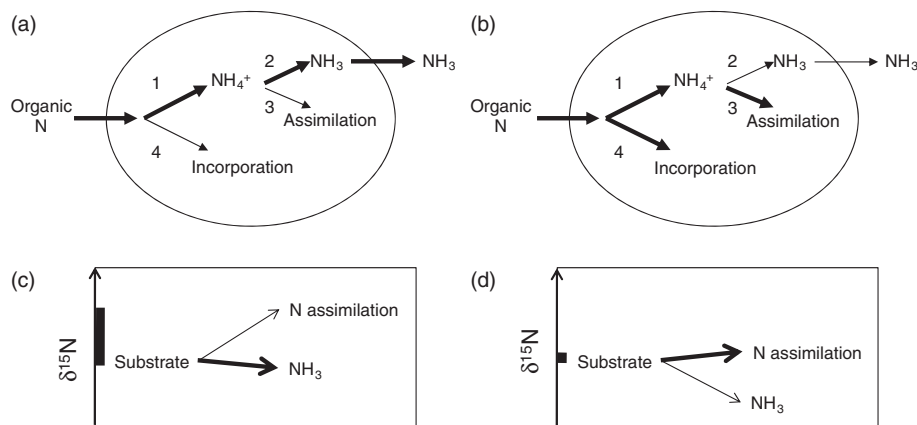 (a)
Organic
N
1
NH₄⁺
2
NH₃
NH₃
3
Assimilation
4
Incorporation
(b)
Organic
N
1
NH₄⁺
2
NH₃
NH₃
3
Assimilation
4
Incorporation
(c)
δ¹⁵N
Substrate
N assimilation
NH₃
(d)
δ¹⁵N
Substrate
N assimilation
NH₃